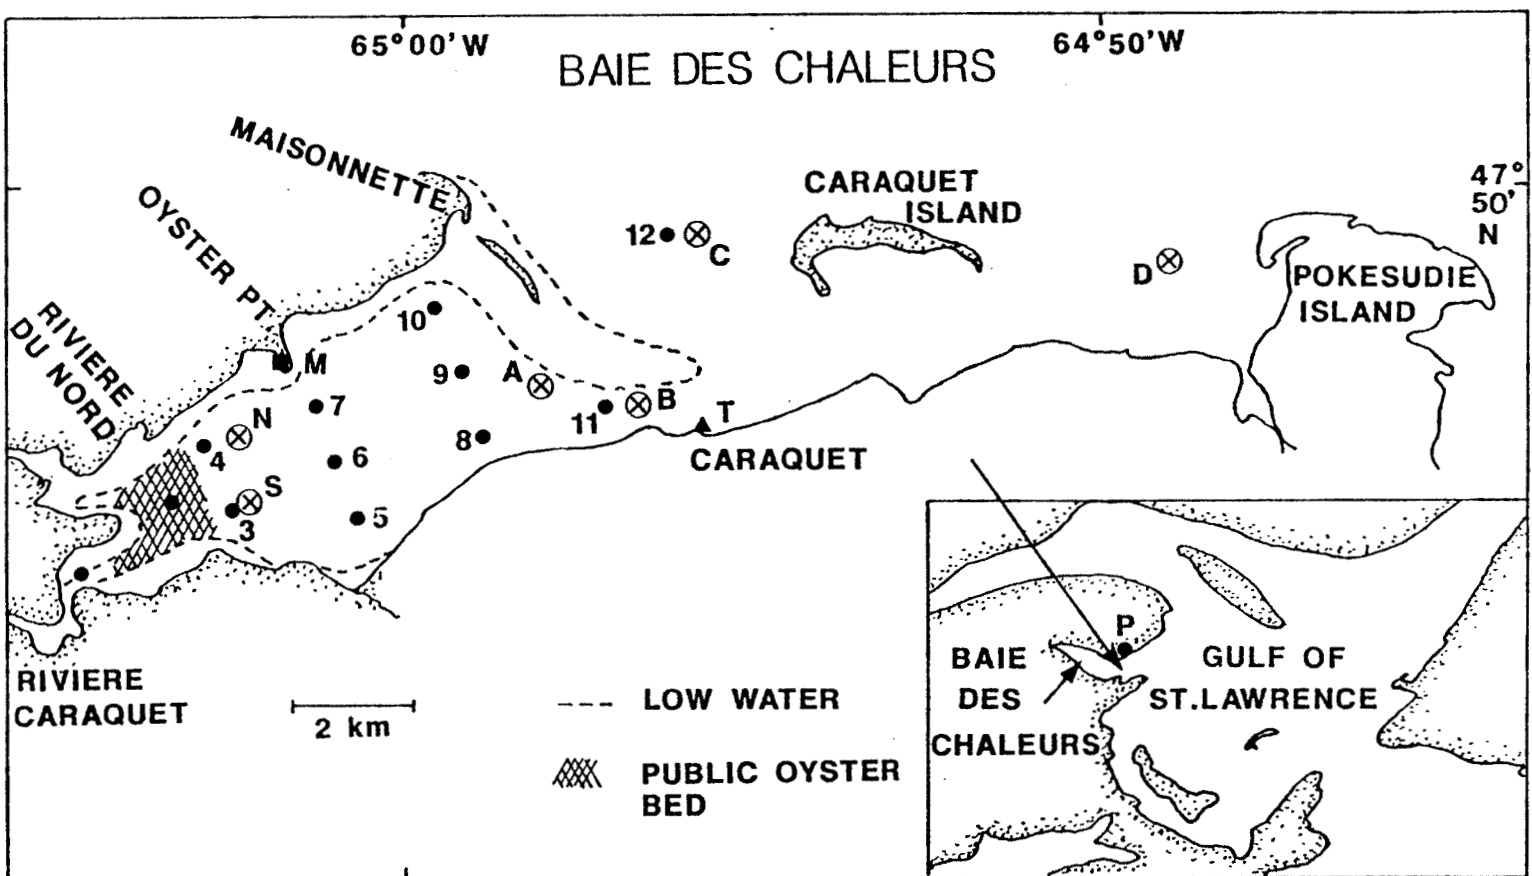 65°00'W
64°50'W
BAIE DES CHALEURS
MAISONNETTE
OYSTER PT.
RIVIERE
DU NORD
CARAQUET
ISLAND
47°
50'
N
12
C
D
POKESUDIE
ISLAND
10
M
9
A
B
11
T
7
N
4
8
CARAQUET
6
S
3
5
RIVIERE
CARAQUET
2 km
LOW WATER
PUBLIC OYSTER
BED
P
BAIE
DES
CHALEURS
GULF OF
ST.LAWRENCE